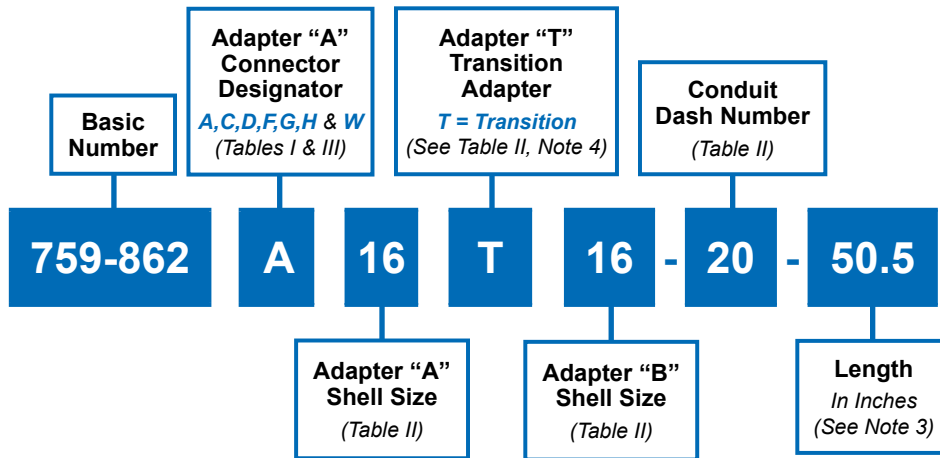 Basic
Number
Adapter “A”
Connector
Designator
A,C,D,F,G,H & W
(Tables I & III)
Adapter “T”
Transition
Adapter
T = Transition
(See Table II, Note 4)
Conduit
Dash Number
(Table II)
759-862 A 16 T 16 - 20 - 50.5
Adapter “A”
Shell Size
(Table II)
Adapter “B”
Shell Size
(Table II)
Length
In Inches
(See Note 3)